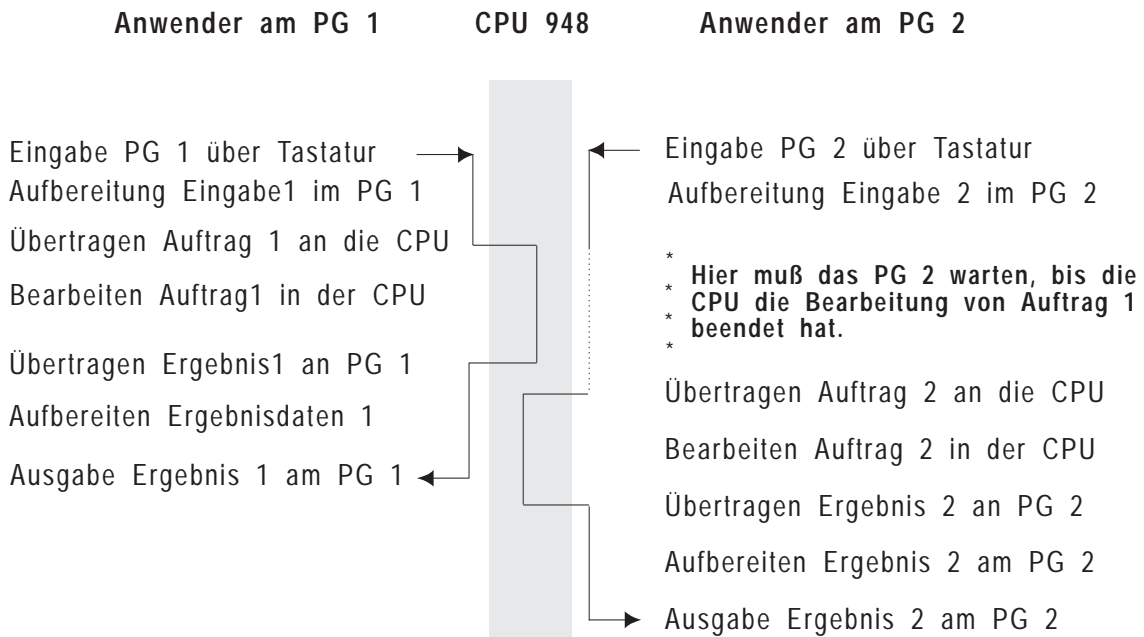 Anwender am PG 1 CPU 948 Anwender am PG 2
Eingabe PG 1 über Tastatur
Aufbereitung Eingabe1 im PG 1
Übertragen Auftrag 1 an die CPU
Bearbeiten Auftrag1 in der CPU
Übertragen Ergebnis1 an PG 1
Aufbereiten Ergebnisdaten 1
Ausgabe Ergebnis 1 am PG 1
Eingabe PG 2 über Tastatur
Aufbereitung Eingabe 2 im PG 2
*
* Hier muß das PG 2 warten, bis die
* CPU die Bearbeitung von Auftrag 1
* beendet hat.
Übertragen Auftrag 2 an die CPU
Bearbeiten Auftrag 2 in der CPU
Übertragen Ergebnis 2 an PG 2
Aufbereiten Ergebnis 2 am PG 2
Ausgabe Ergebnis 2 am PG 2